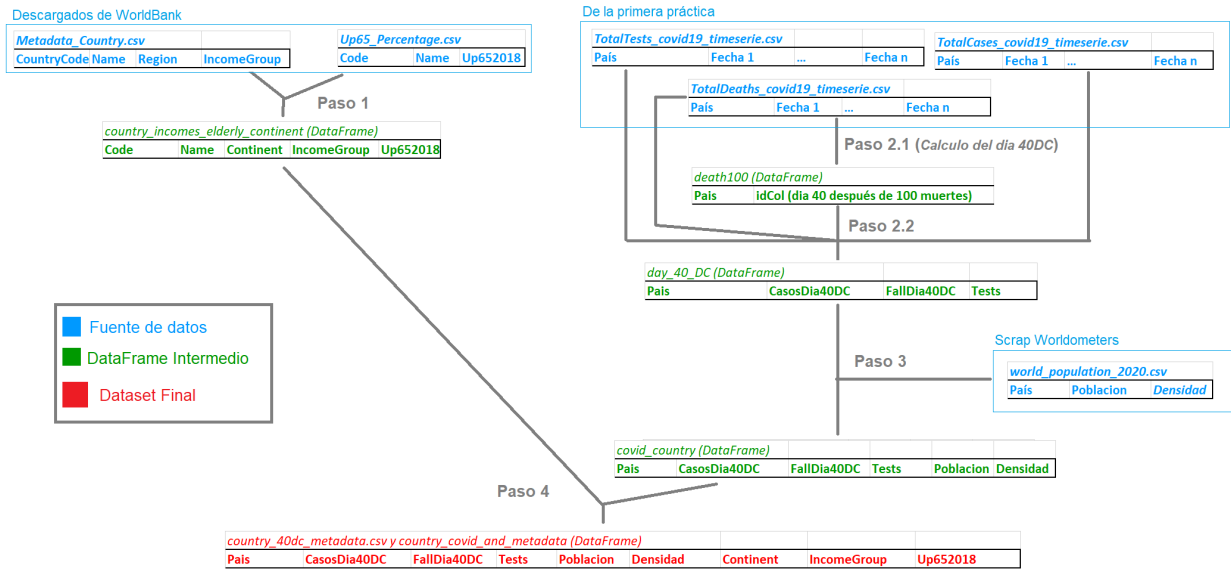 Descargados de WorldBank
Metadata_Country.csv
CountryCode Name Region IncomeGroup
Up65_Percentage.csv
Code Name Up652018
De la primera práctica
TotalTests_covid19_timeserie.csv
País Fecha 1 ... Fecha n
TotalCases_covid19_timeserie.csv
País Fecha 1 ... Fecha n
TotalDeaths_covid19_timeserie.csv
País Fecha 1 ... Fecha n
Paso 1
country_incomes_elderly_continent (DataFrame)
Code Name Continent IncomeGroup Up652018
Paso 2.1 (Calculo del dia 40DC)
death100 (DataFrame)
Pais idCol (dia 40 después de 100 muertes)
Paso 2.2
day_40_DC (DataFrame)
Pais CasosDia40DC FallDia40DC Tests
Fuente de datos
DataFrame Intermedio
Dataset Final
Scrap Worldometers
Paso 3
world_population_2020.csv
País Poblacion Densidad
covid_country (DataFrame)
Pais CasosDia40DC FallDia40DC Tests Poblacion Densidad
Paso 4
country_40dc_metadata.csv y country_covid_and_metadata (DataFrame)
Pais CasosDia40DC FallDia40DC Tests Poblacion Densidad Continent IncomeGroup Up652018